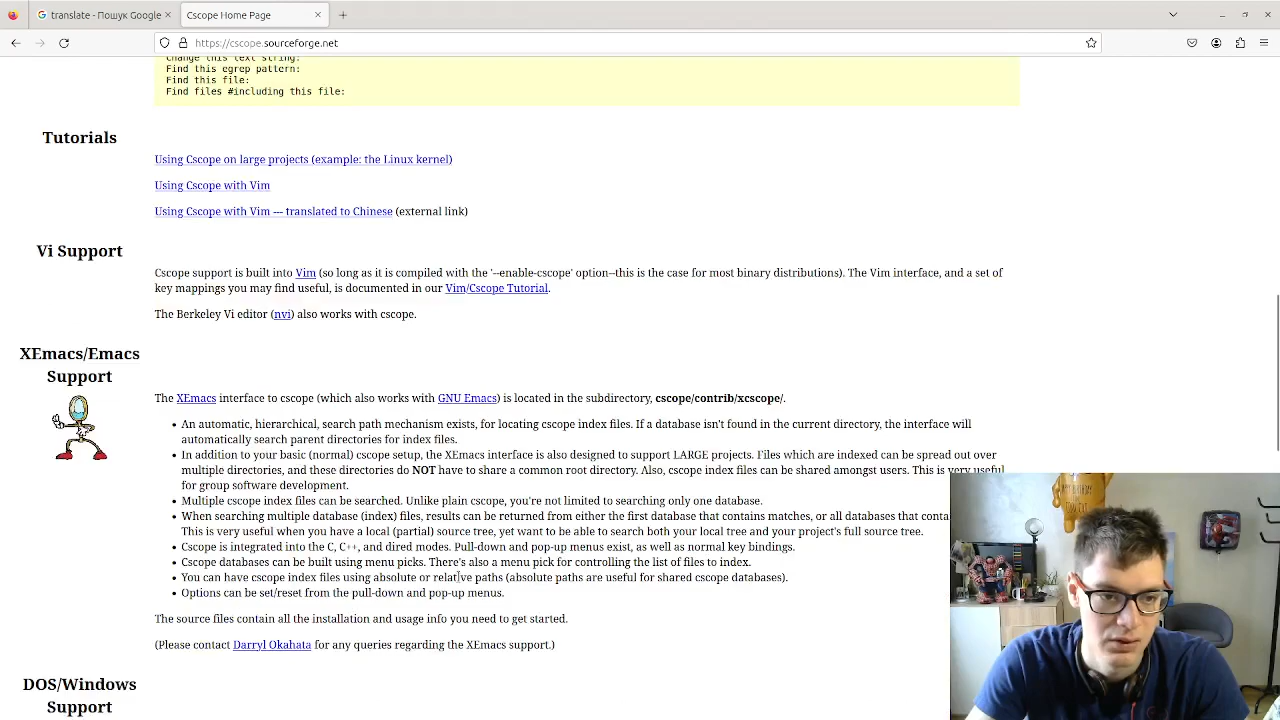 translate - Пошук Google
Cscope Home Page
https://cscope.sourceforge.net
Change this text string:
Find this egrep pattern:
Find this file:
Find files #including this file:
Tutorials
Using Cscope on large projects (example: the Linux kernel)
Using Cscope with Vim
Using Cscope with Vim --- translated to Chinese (external link)
Vi Support
Cscope support is built into Vim (so long as it is compiled with the '--enable-cscope' option--this is the case for most binary distributions). The Vim interface, and a set of
key mappings you may find useful, is documented in our Vim/Cscope Tutorial.
The Berkeley Vi editor (nvi) also works with cscope.
XEmacs/Emacs
Support
The XEmacs interface to cscope (which also works with GNU Emacs) is located in the subdirectory, cscope/contrib/xcscope/.
An automatic, hierarchical, search path mechanism exists, for locating cscope index files. If a database isn't found in the current directory, the interface will
automatically search parent directories for index files.
In addition to your basic (normal) cscope setup, the XEmacs interface is also designed to support LARGE projects. Files which are indexed can be spread out over
multiple directories, and these directories do NOT have to share a common root directory. Also, cscope index files can be shared amongst users. This is very useful
for group software development.
Multiple cscope index files can be searched. Unlike plain cscope, you're not limited to searching only one database.
When searching multiple database (index) files, results can be returned from either the first database that contains matches, or all databases that
This is very useful when you have a local (partial) source tree, yet want to be able to search both your local tree and your project's full source tree.
Cscope is integrated into the C, C++, and dired modes. Pull-down and pop-up menus exist, as well as normal key bindings.
Cscope databases can be built using menu picks. There's also a menu pick for controlling the list of files to index.
You can have cscope index files using absolute or relative paths (absolute paths are useful for shared cscope databases).
Options can be set/reset from the pull-down and pop-up menus.
The source files contain all the installation and usage info you need to get started.
(Please contact Darryl Okahata for any queries regarding the XEmacs support.)
DOS/Windows
Support